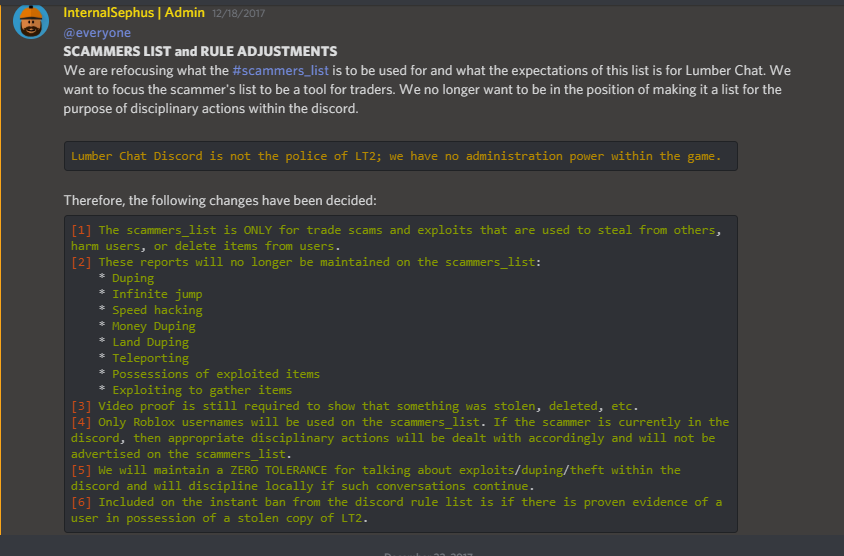 InternalSephus | Admin 12/18/2017
@everyone
SCAMMERS LIST and RULE ADJUSTMENTS
We are refocusing what the #scammers_list is to be used for and what the expectations of this list is for Lumber Chat. We
want to focus the scammer's list to be a tool for traders. We no longer want to be in the position of making it a list for the
purpose of disciplinary actions within the discord.
Lumber Chat Discord is not the police of LT2; we have no administration power within the game.
Therefore, the following changes have been decided:
[1] The scammers_list is ONLY for trade scams and exploits that are used to steal from others,
harm users, or delete items from users.
[2] These reports will no longer be maintained on the scammers_list:
* Duping
* Infinite jump
* Speed hacking
* Money Duping
* Land Duping
* Teleporting
* Possessions of exploited items
* Exploiting to gather items
[3] Video proof is still required to show that something was stolen, deleted, etc.
[4] Only Roblox usernames will be used on the scammers_list. If the scammer is currently in the
discord, then appropriate disciplinary actions will be dealt with accordingly and will not be
advertised on the scammers_list.
[5] We will maintain a ZERO TOLERANCE for talking about exploits/duping/theft within the
discord and will discipline locally if such conversations continue.
[6] Included on the instant ban from the discord rule list is if there is proven evidence of a
user in possession of a stolen copy of LT2.